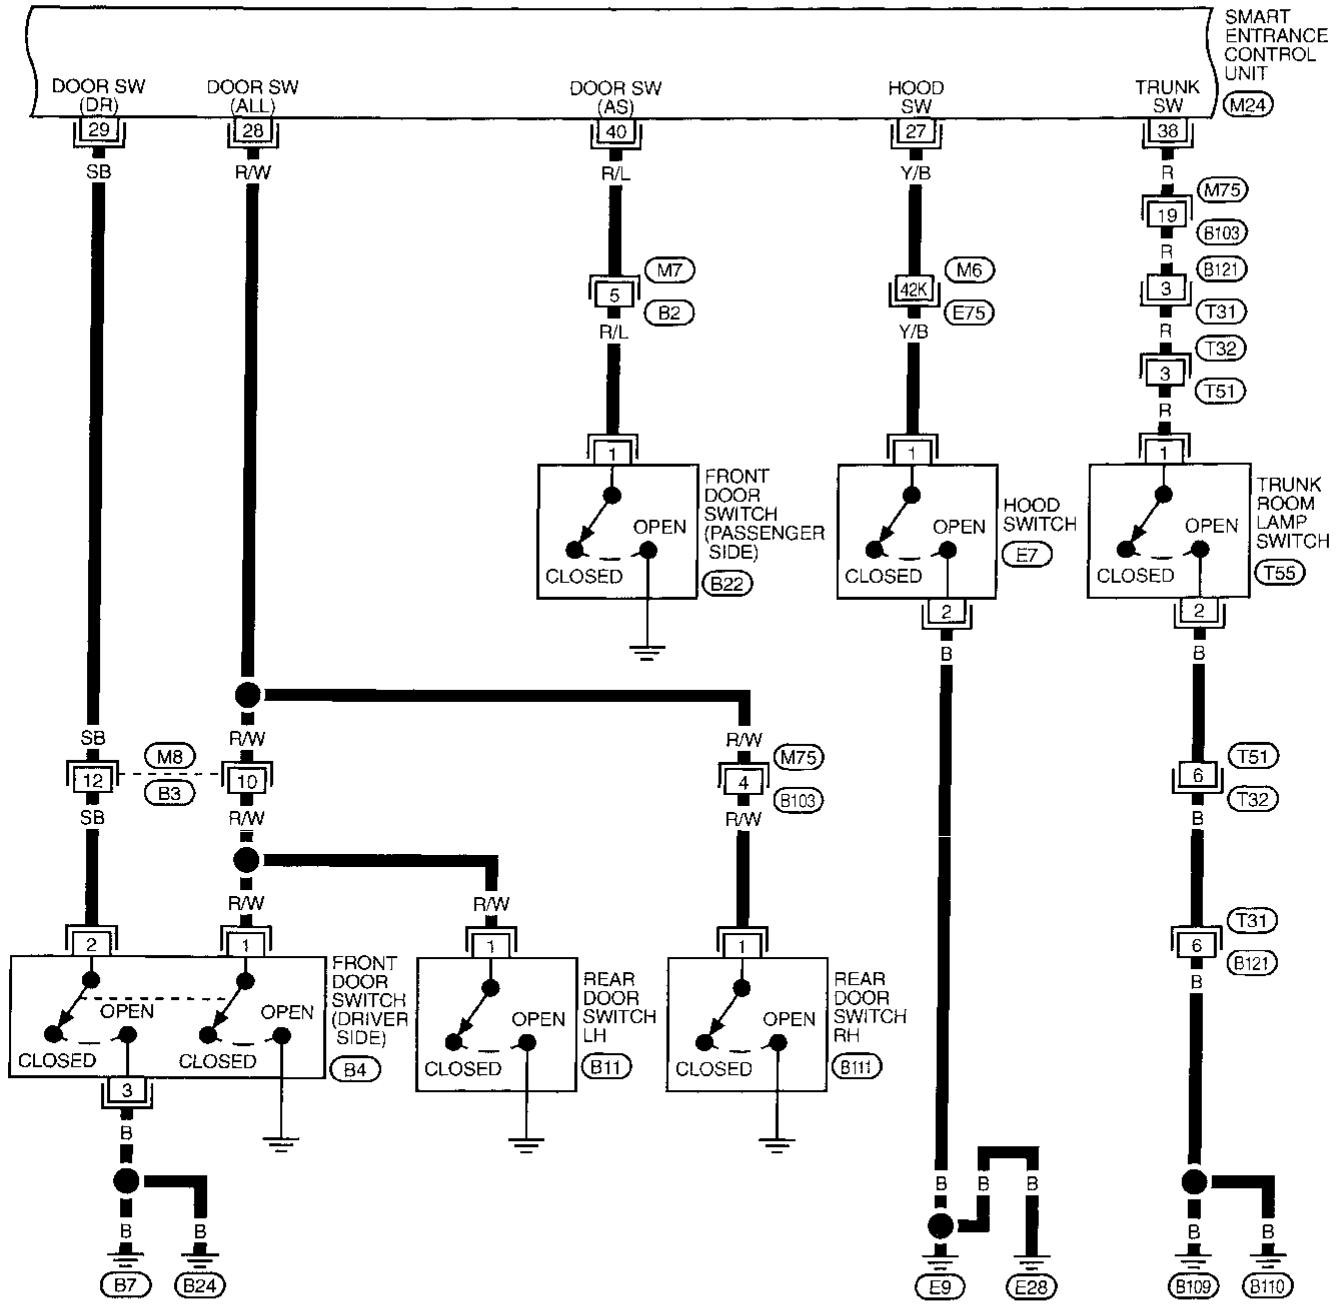 SMART
ENTRANCE
CONTROL
UNIT
M24
DOOR SW
(DR)
DOOR SW
(ALL)
DOOR SW
(AS)
HOOD
SW
TRUNK
SW
29
28
40
27
38
SB
R/W
R/L
Y/B
R
M75
19
B103
R
B121
3
T31
M7
5
B2
M6
42K
E75
R/L
Y/B
R
T32
3
T51
R
1
1
1
FRONT
DOOR
SWITCH
(PASSENGER
SIDE)
B22
OPEN
CLOSED
HOOD
SWITCH
E7
OPEN
CLOSED
TRUNK
ROOM
LAMP
SWITCH
T55
OPEN
CLOSED
2
2
B
B
SB
R/W
R/W
M8
B3
12
10
M75
4
B103
T51
6
T32
SB
R/W
R/W
B
R/W
R/W
T31
6
B121
B
2
1
1
1
FRONT
DOOR
SWITCH
(DRIVER
SIDE)
B4
OPEN
CLOSED
CLOSED
OPEN
REAR
DOOR
SWITCH
LH
B11
OPEN
CLOSED
REAR
DOOR
SWITCH
RH
B111
OPEN
CLOSED
3
B
B
B
B
B
B
B
B
B
B7
B24
E9
E28
B109
B110